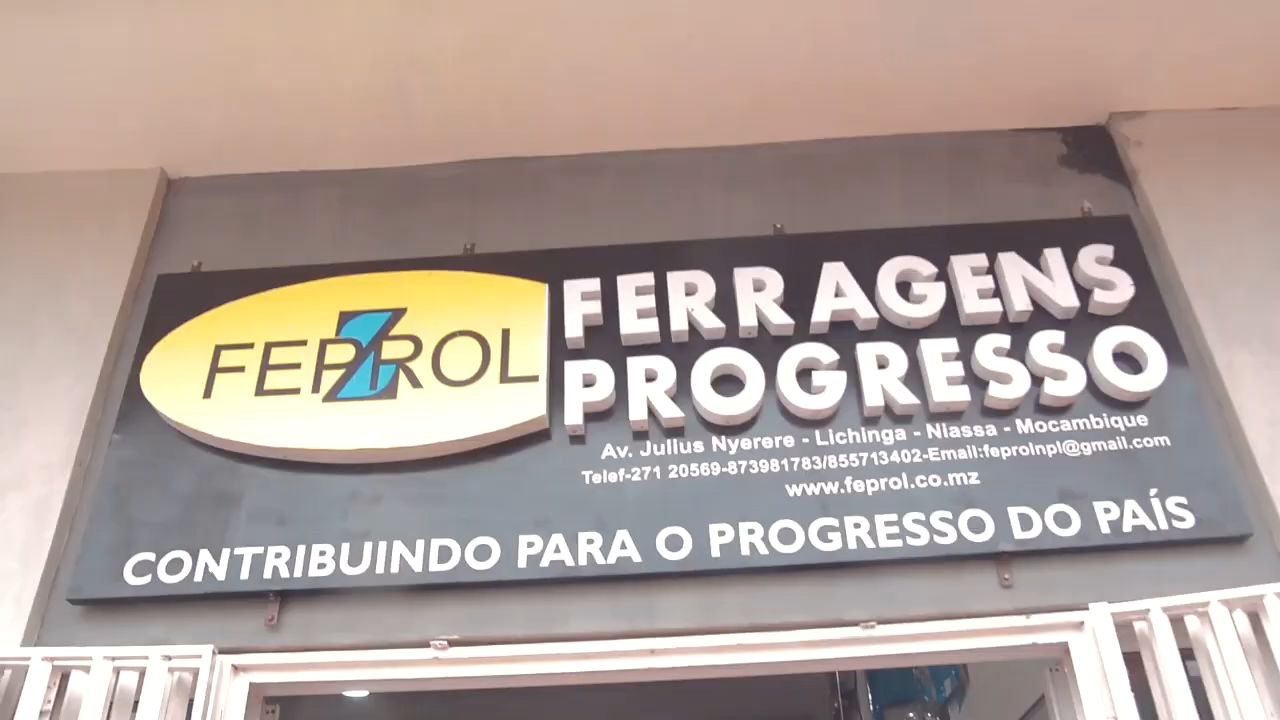 FEPROL
FERRAGENS
PROGRESSO
Av. Julius Nyerere - Lichinga - Niassa - Mocambique
Telef-271 20569-873981783/855713402-Email:feprolnpl@gmail.com
www.feprol.co.mz
CONTRIBUINDO PARA O PROGRESSO DO PAÍS